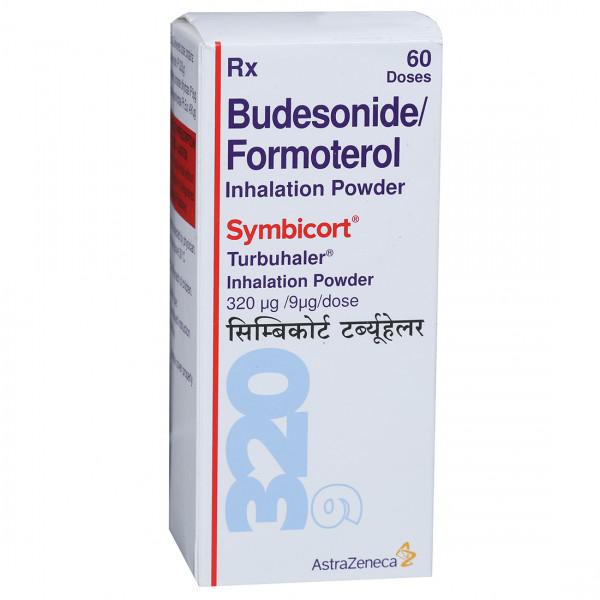 Rx
60
Doses
Budesonide/
Formoterol
Inhalation Powder
Symbicort®
Turbuhaler®
Inhalation Powder
320 µg /9µg/dose
सिम्बिकोर्ट टर्ब्यूहेलर
320
9
AstraZeneca